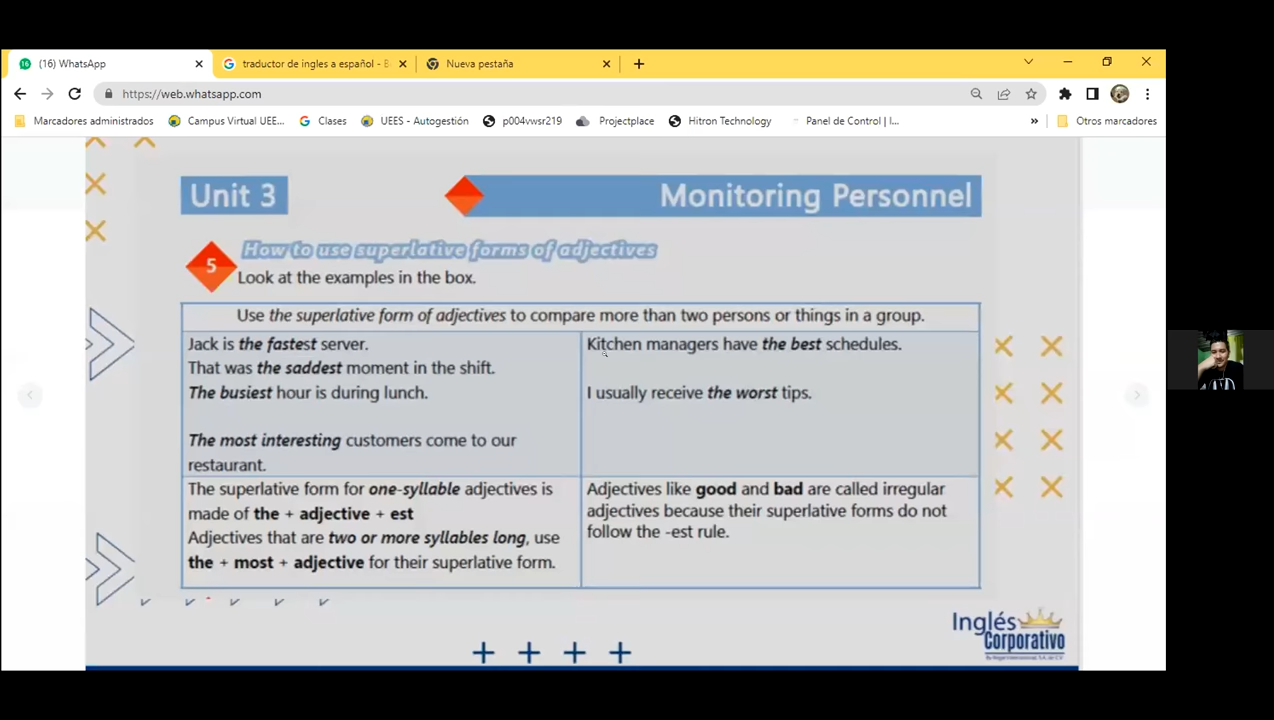 (16) WhatsApp
traductor de ingles a español - B
Nueva pestaña
https://web.whatsapp.com
Marcadores administrados
Campus Virtual UEE...
Clases
UEES - Autogestión
p004vwsr219
Projectplace
Hitron Technology
Panel de Control | I...
»
Otros marcadores
Unit 3
Monitoring Personnel
5
How to use superlative forms of adjectives
Look at the examples in the box.
Use the superlative form of adjectives to compare more than two persons or things in a group.
Jack is the fastest server.
That was the saddest moment in the shift.
The busiest hour is during lunch.
The most interesting customers come to our
restaurant.
Kitchen managers have the best schedules.
I usually receive the worst tips.
The superlative form for one-syllable adjectives is
made of the + adjective + est
Adjectives that are two or more syllables long, use
the + most + adjective for their superlative form.
Adjectives like good and bad are called irregular
adjectives because their superlative forms do not
follow the -est rule.
Inglés
Corporativo